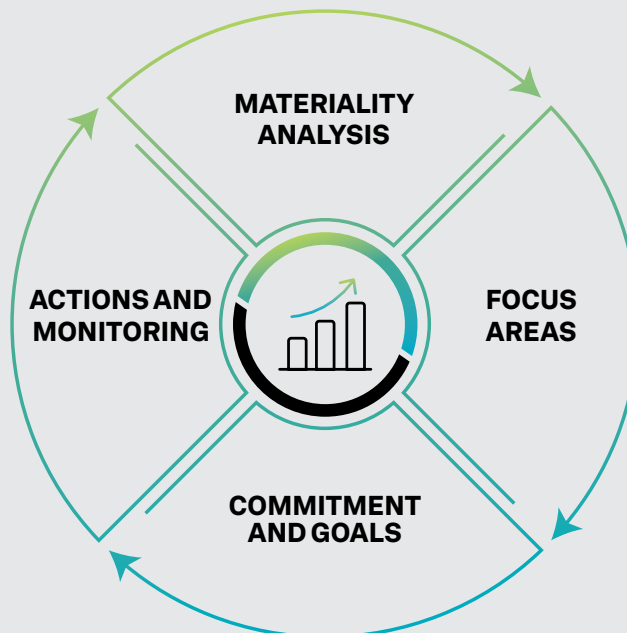 MATERIALITY
ANALYSIS
ACTIONS AND
MONITORING
FOCUS
AREAS
COMMITMENT
AND GOALS